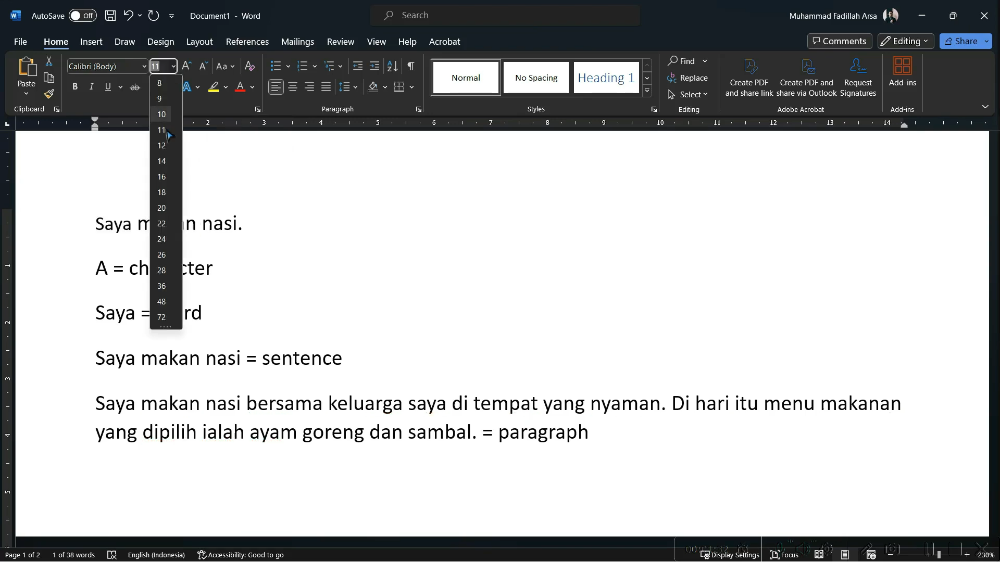 AutoSave Off Document1 - Word Search Muhammad Fadillah Arsa
File Home Insert Draw Design Layout References Mailings Review View Help Acrobat Comments Editing Share
Calibri (Body) 11 Aa
Paste
B I U ab A A
Normal No Spacing Heading 1
Find
Replace
Select
Create PDF and share link
Create PDF and share via Outlook
Request Signatures
Add-ins
Clipboard Paragraph Styles Editing Adobe Acrobat Add-ins
2 3 4 5 6 7 8 9 10 11 12 13 14
8
9
10
11
12
14
16
18
20
22
24
26
28
36
48
72
Saya nasi.
A =
Saya =
Saya makan nasi = sentence
Saya makan nasi bersama keluarga saya di tempat yang nyaman. Di hari itu menu makanan
yang dipilih ialah ayam goreng dan sambal. = paragraph
1
2
3
4
5
Page 1 of 2 1 of 38 words English (Indonesia) Accessibility: Good to go Display Settings Focus 230%